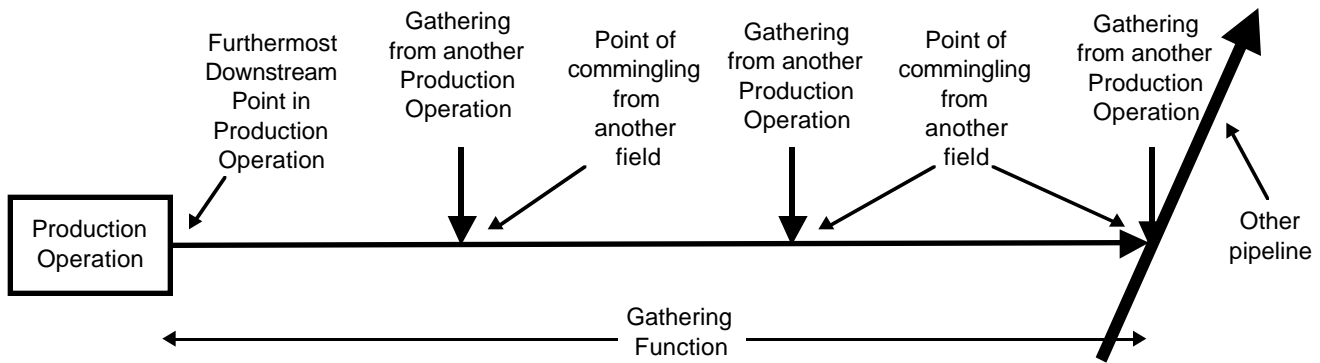 Furthermost
Downstream
Point in
Production
Operation
Gathering
from another
Production
Operation
Point of
commingling
from
another
field
Gathering
from another
Production
Operation
Point of
commingling
from
another
field
Gathering
from another
Production
Operation
Production
Operation
Other
pipeline
Gathering
Function